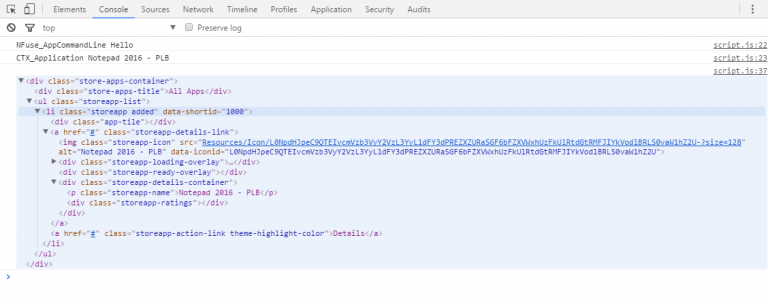 Elements Console Sources Network Timeline Profiles Application Security Audits
top Preserve log
NFuse_AppCommandLine Hello script.js:22
CTX_Application Notepad 2016 - PLB script.js:23
script.js:37
<div class="store-apps-container">
<div class="store-apps-title">All Apps</div>
<ul class="storeapp-list">
<li class="storeapp added" data-shortid="1000">
<div class="app-tile"></div>
<a href="#" class="storeapp-details-link">
<img class="storeapp-icon" src="Resources/Icon/
alt="Notepad 2016 - PLB" data-iconid=
<div class="storeapp-loading-overlay">…</div>
<div class="storeapp-ready-overlay"></div>
<div class="storeapp-details-container">
<p class="storeapp-name">Notepad 2016 - PLB</p>
<div class="storeapp-ratings"></div>
</div>
</a>
<a href="#" class="storeapp-action-link theme-highlight-color">Details</a>
</li>
</ul>
</div>